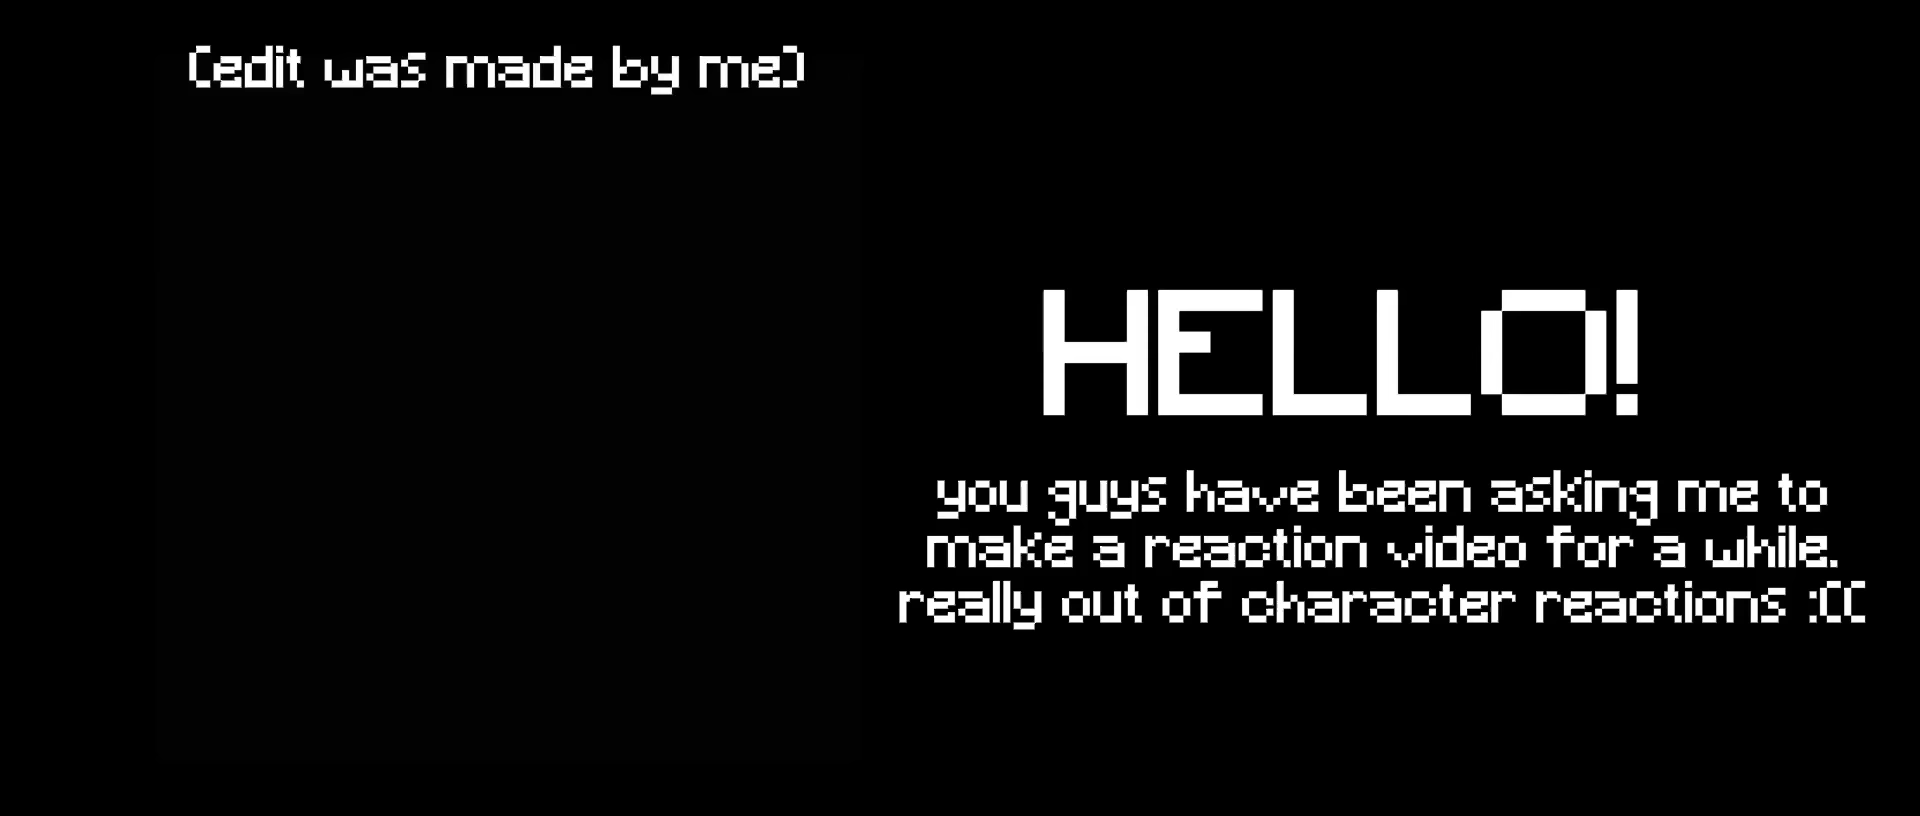 (edit was made by me)
HELLO!
you guys have been asking me to
make a reaction video for a while.
really out of character reactions :((